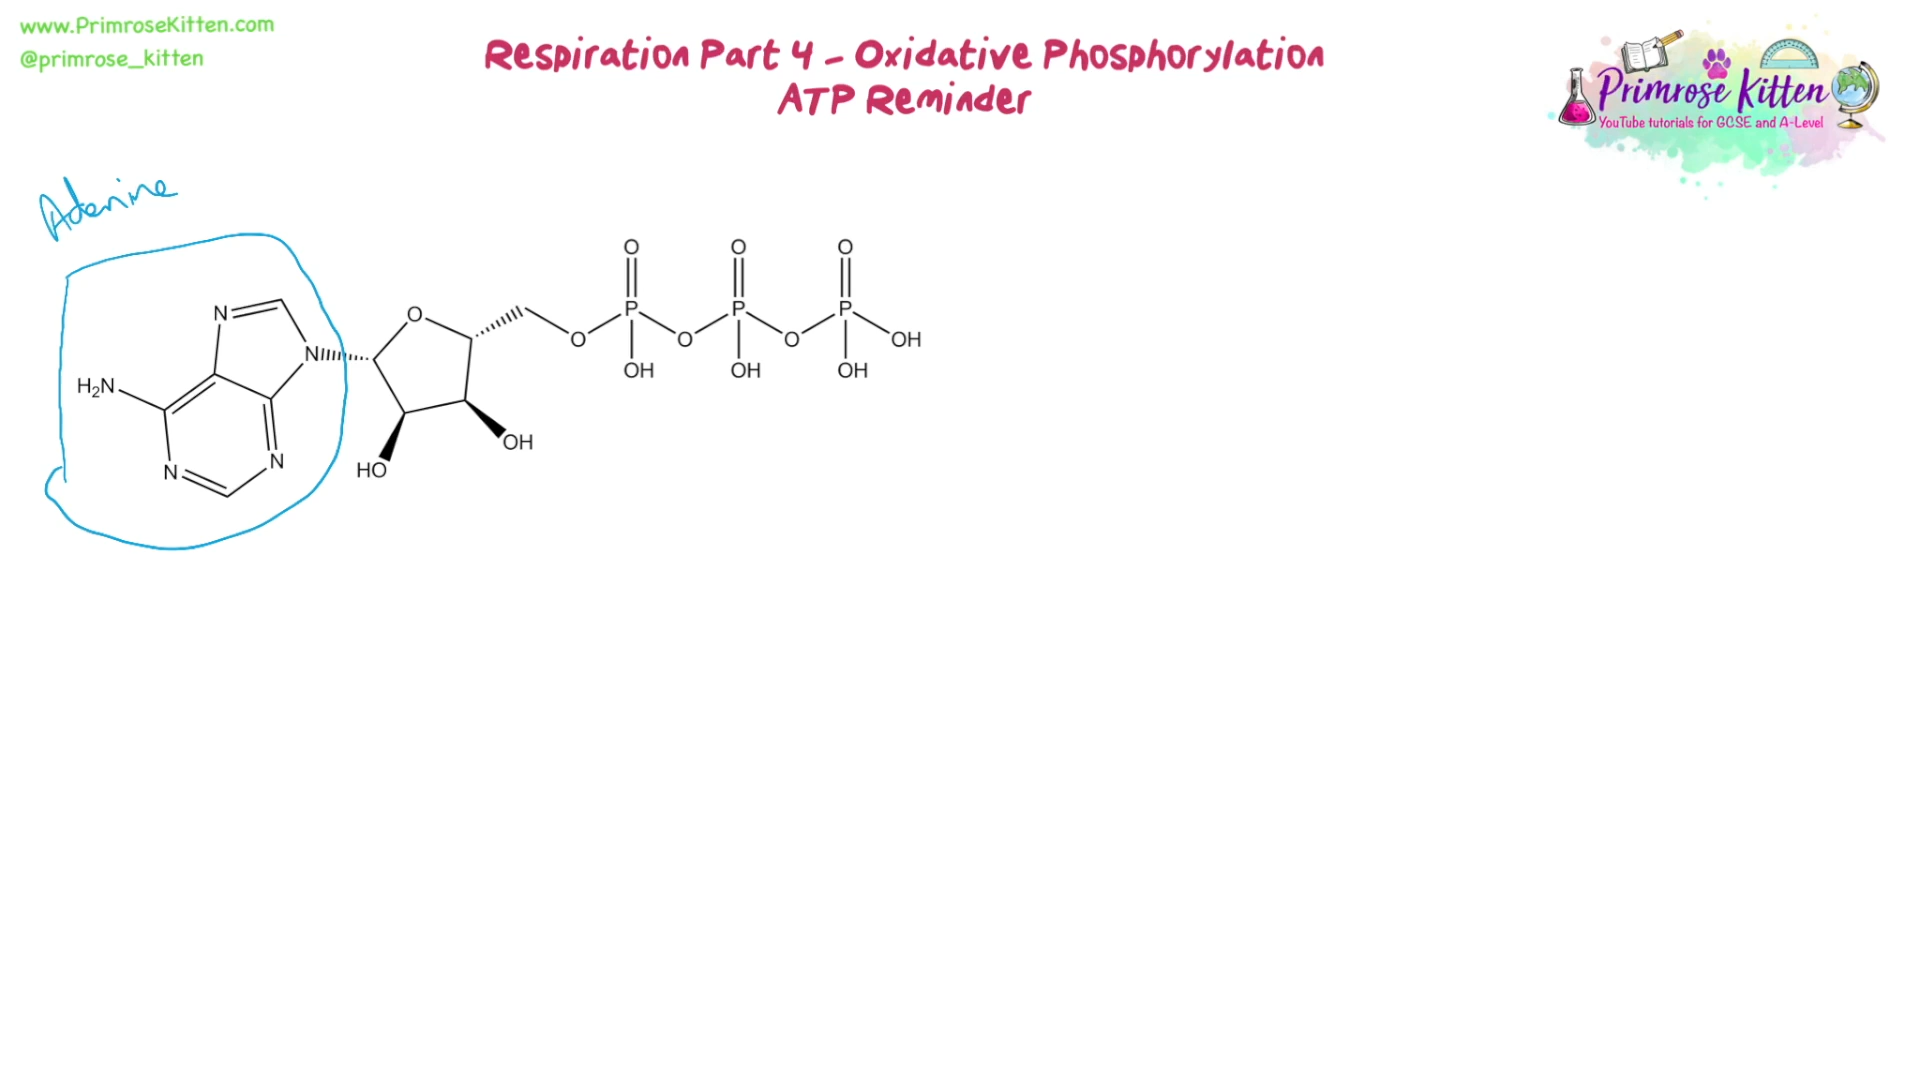 www.PrimroseKitten.com
@primrose_kitten
Respiration Part 4 - Oxidative Phosphorylation
ATP Reminder
Primrose Kitten
YouTube tutorials for GCSE and A-Level
Adenine
O O O
N O P P P
N O O O OH
H₂N OH OH OH
OH
N N HO